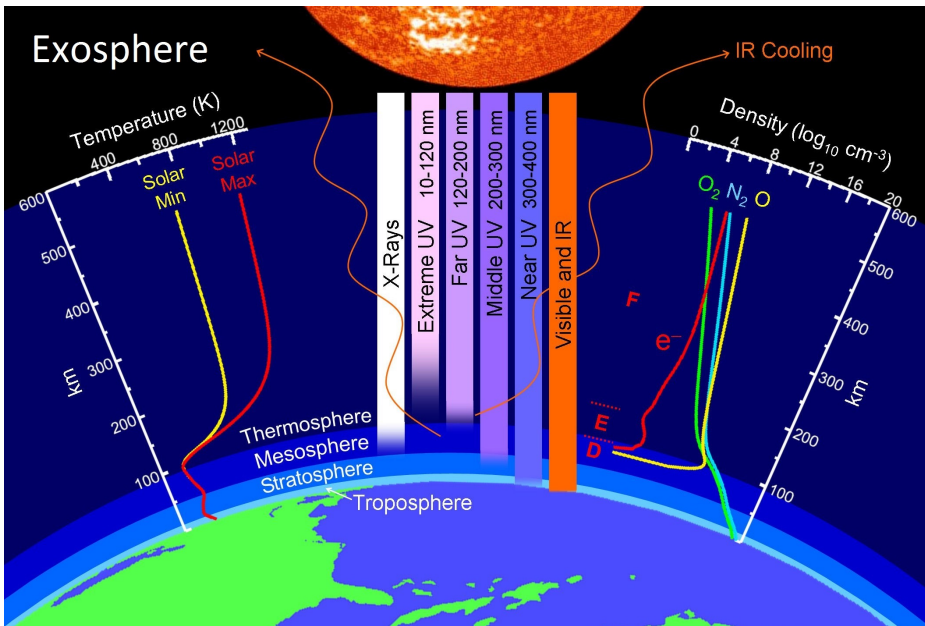 Exosphere
IR Cooling
Temperature (K)
400
800
1200
Solar
Min
Solar
Max
600
500
400
300
200
100
km
X-Rays
Extreme UV 10-120 nm
Far UV 120-200 nm
Middle UV 200-300 nm
Near UV 300-400 nm
Visible and IR
Thermosphere
Mesosphere
Stratosphere
Troposphere
Density (log10 cm-3)
0
4
8
12
16
20
O2
N2
O
F
e–
E
D
600
500
400
300
200
100
km